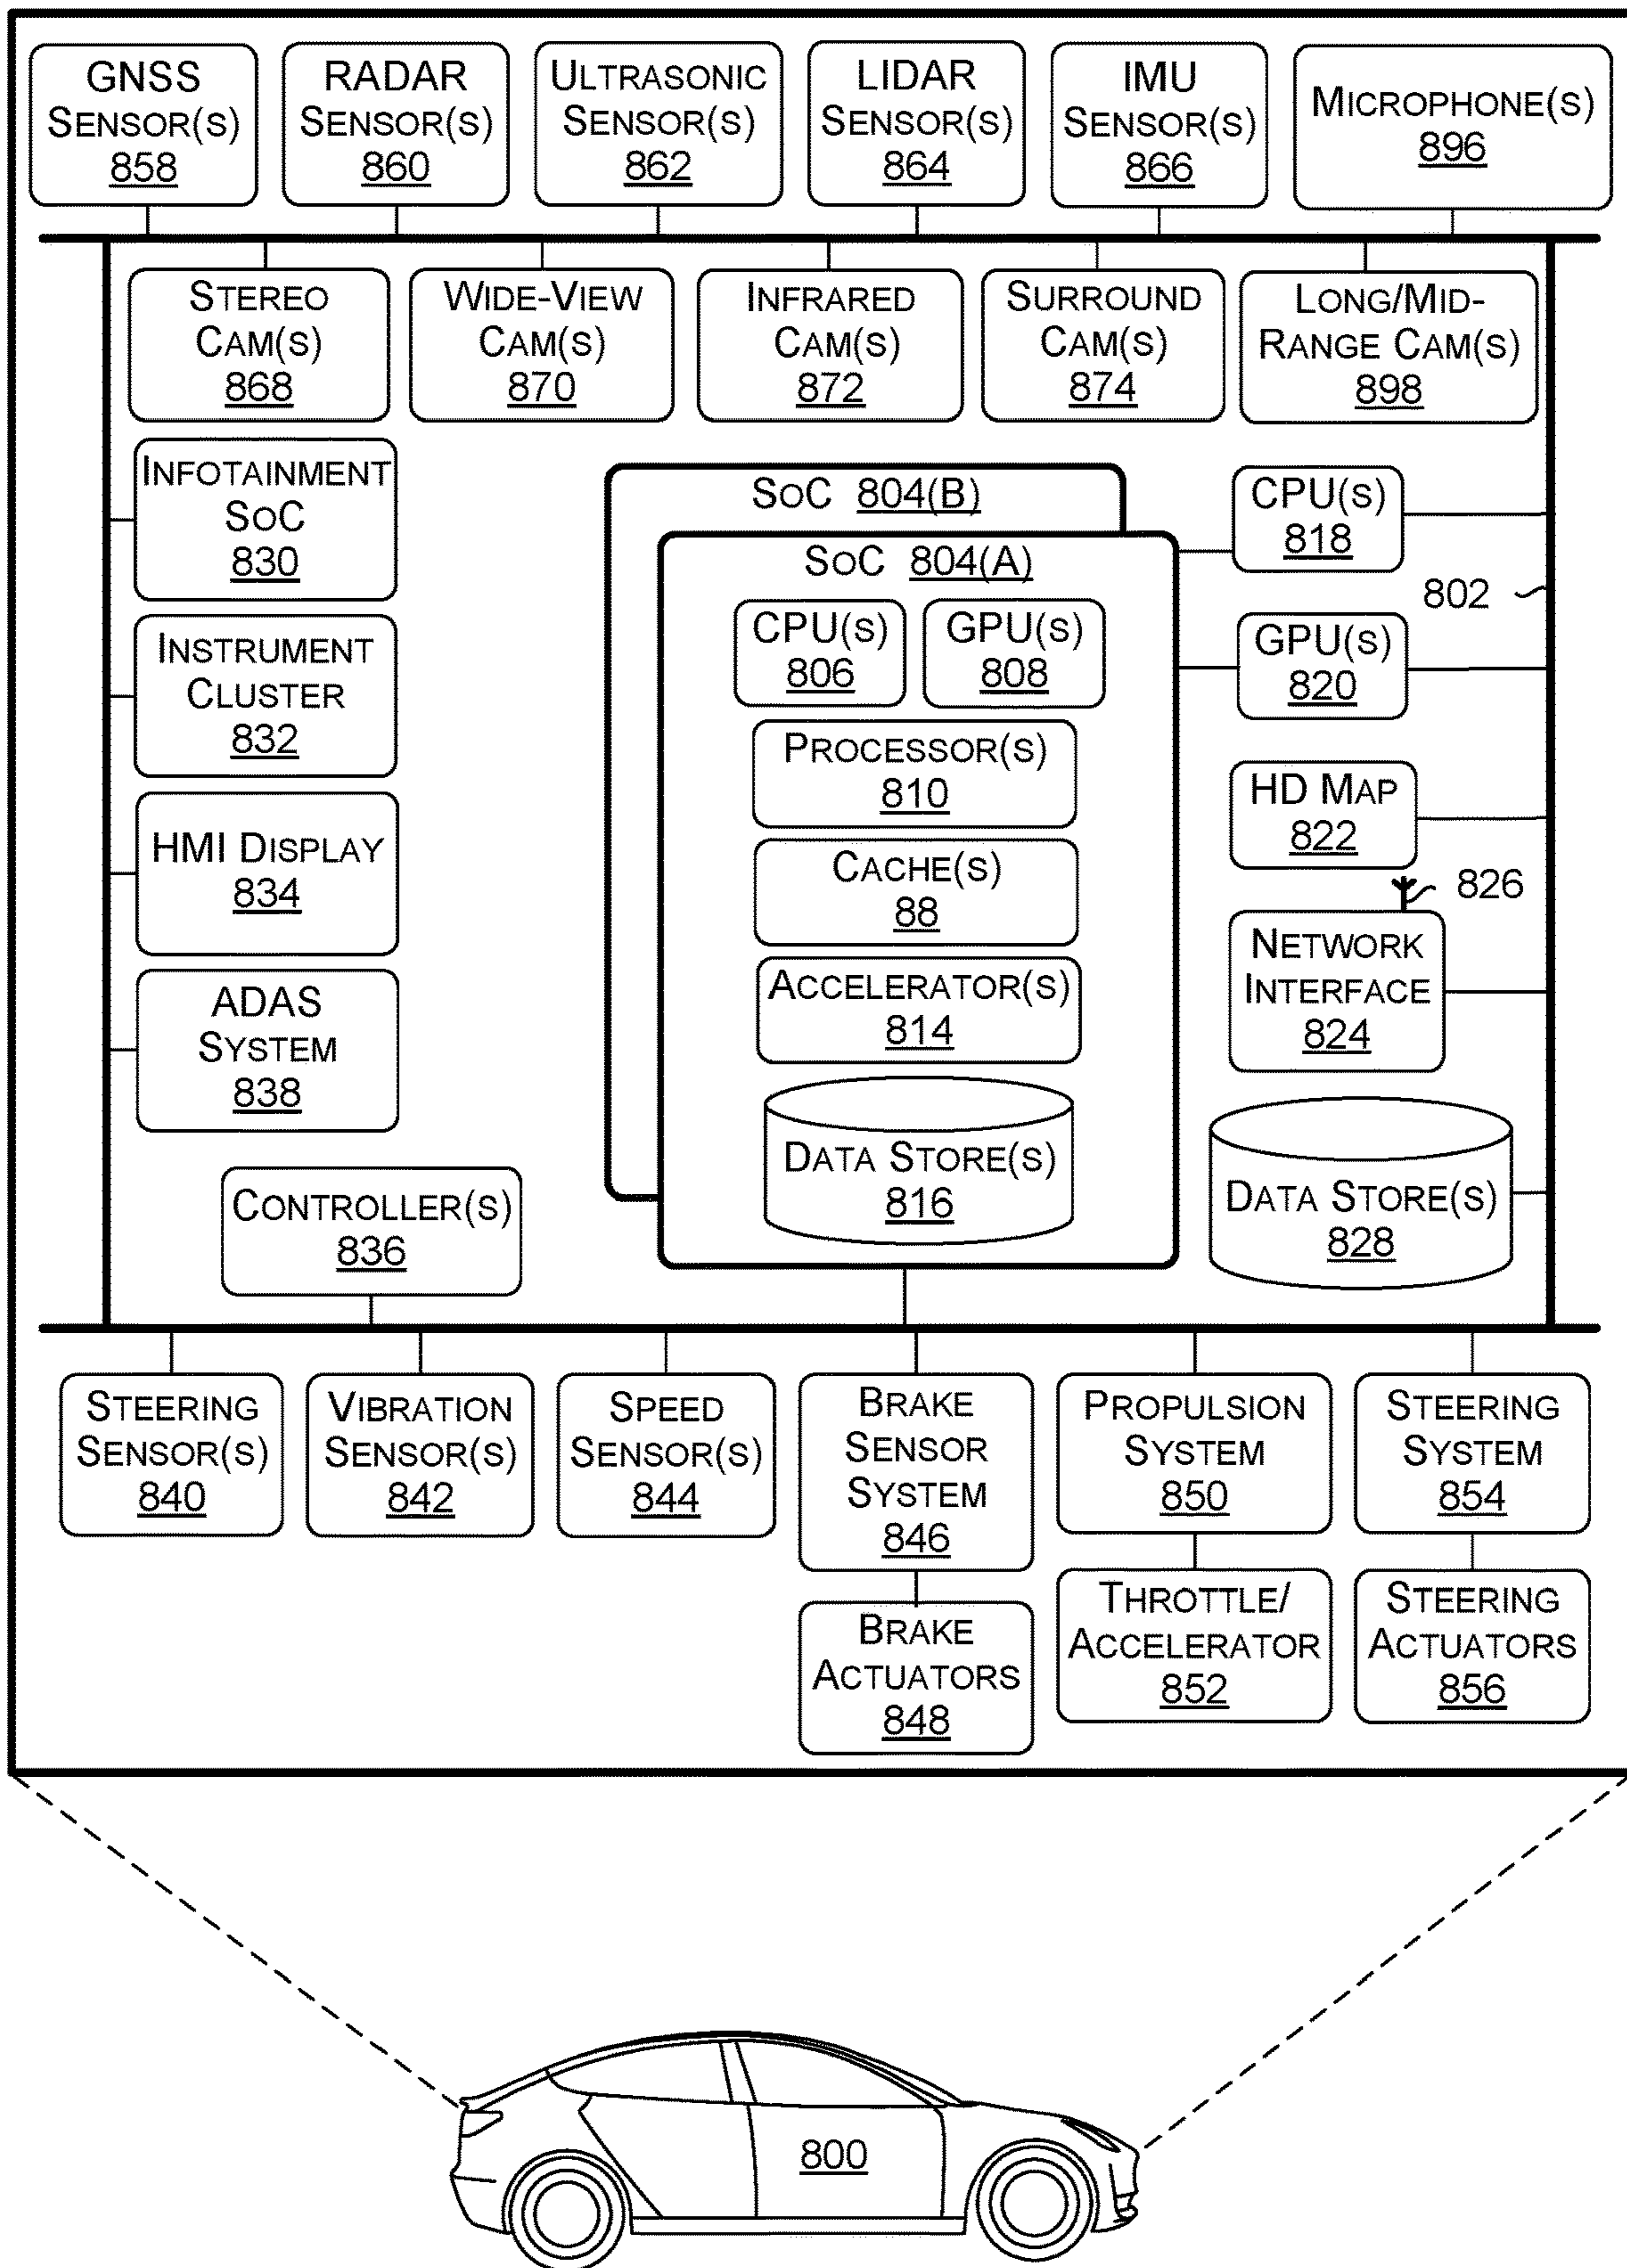 GNSS
SENSOR(S)
858
RADAR
SENSOR(S)
860
ULTRASONIC
SENSOR(S)
862
LIDAR
SENSOR(S)
864
IMU
SENSOR(S)
866
MICROPHONE(S)
896
STEREO
CAM(S)
868
WIDE-VIEW
CAM(S)
870
INFRARED
CAM(S)
872
SURROUND
CAM(S)
874
LONG/MID-
RANGE CAM(S)
898
INFOTAINMENT
SOC
830
INSTRUMENT
CLUSTER
832
HMI DISPLAY
834
ADAS
SYSTEM
838
CONTROLLER(S)
836
SOC 804(B)
SOC 804(A)
CPU(S)
806
GPU(S)
808
PROCESSOR(S)
810
CACHE(S)
88
ACCELERATOR(S)
814
DATA STORE(S)
816
CPU(S)
818
802
GPU(S)
820
HD MAP
822
826
NETWORK
INTERFACE
824
DATA STORE(S)
828
STEERING
SENSOR(S)
840
VIBRATION
SENSOR(S)
842
SPEED
SENSOR(S)
844
BRAKE
SENSOR
SYSTEM
846
PROPULSION
SYSTEM
850
STEERING
SYSTEM
854
BRAKE
ACTUATORS
848
THROTTLE/
ACCELERATOR
852
STEERING
ACTUATORS
856
800